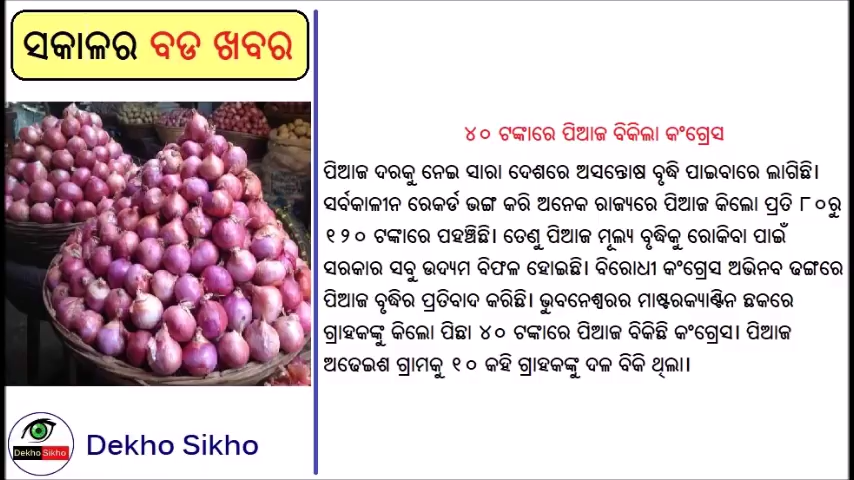 ସକାଳର ବଡ ଖବର
୪୦ ଟଙ୍କାରେ ପିଆଜ ବିକିଲା କଂଗ୍ରେସ
ପିଆଜ ଦରକୁ ନେଇ ସାରା ଦେଶରେ ଅସନ୍ତୋଷ ବୃଦ୍ଧି ପାଇବାରେ ଲାଗିଛି।
ସର୍ବକାଳୀନ ରେକର୍ଡ ଭଙ୍ଗ କରି ଅନେକ ରାଜ୍ୟରେ ପିଆଜ କିଲୋ ପ୍ରତି ୮୦ରୁ
୧୨୦ ଟଙ୍କାରେ ପହଞ୍ଚିଛି। ତେଣୁ ପିଆଜ ମୂଲ୍ୟ ବୃଦ୍ଧିକୁ ରୋକିବା ପାଇଁ
ସରକାର ସବୁ ଉଦ୍ୟମ ବିଫଳ ହୋଇଛି। ବିରୋଧୀ କଂଗ୍ରେସ ଅଭିନବ ଢଙ୍ଗରେ
ପିଆଜ ବୃଦ୍ଧିର ପ୍ରତିବାଦ କରିଛି। ଭୁବନେଶ୍ୱରର ମାଷ୍ଟରକ୍ୟାଣ୍ଟିନ ଛକରେ
ଗ୍ରାହକଙ୍କୁ କିଲୋ ପିଛା ୪୦ ଟଙ୍କାରେ ପିଆଜ ବିକିଛି କଂଗ୍ରେସ। ପିଆଜ
ଅଢେଇଶ ଗ୍ରାମକୁ ୧୦ କହି ଗ୍ରାହକଙ୍କୁ ଦଳ ବିକି ଥିଲା।
Dekho Sikho
Dekho Sikho